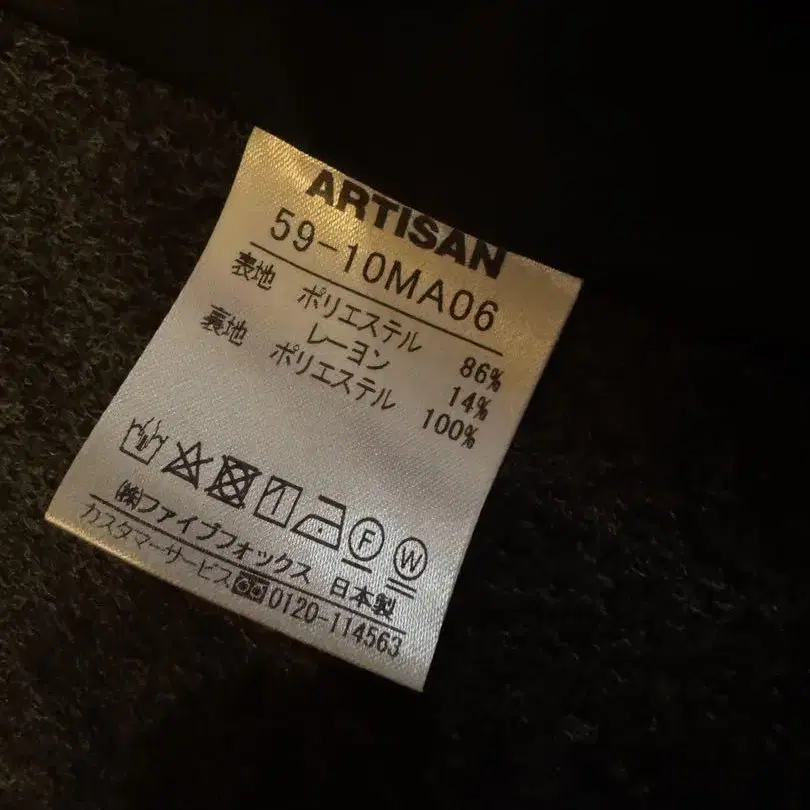 ARTISAN
59-10MA06
表地 ポリエステル 86%
レーヨン 14%
裏地 ポリエステル 100%
F W
㈱ファイブフォックス 日本製
カスタマーサービス 0120-114563